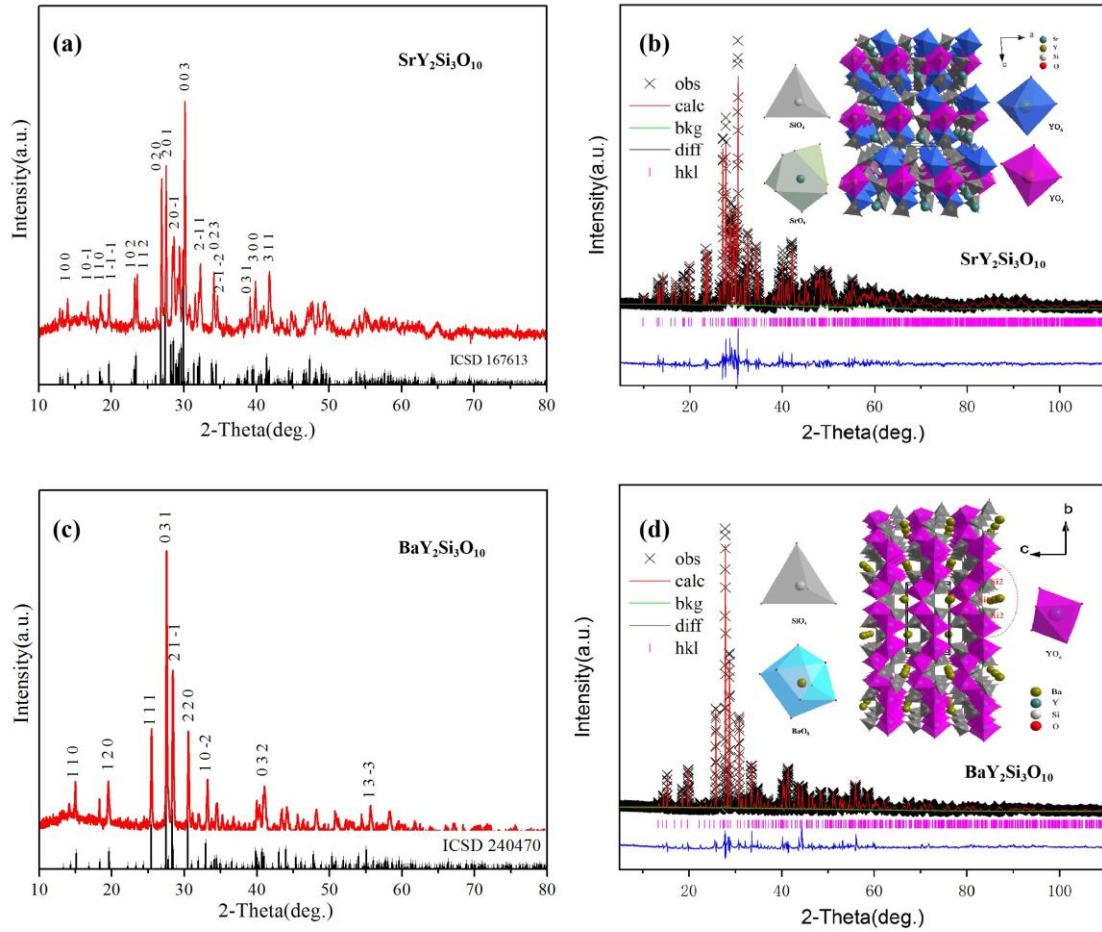 (a)
SrY₂Si₃O₁₀
Intensity(a.u.)
1 0 0
1 0 -1
1 1 0
1 -1 -1
1 0 2
1 1 2
0 2 0
2 0 1
2 0 -1
0 0 3
2 -1 1
2 -1 -2
0 2 3
0 3 1
3 0 0
3 1 1
ICSD 167613
10 20 30 40 50 60 70 80
2-Theta(deg.)
(b)
obs
calc
bkg
diff
hkl
Intensity(a.u.)
a
c
Sr
Y
Si
O
SiO₄
YO₆
YO₇
SrY₂Si₃O₁₀
20 40 60 80 100
2-Theta(deg.)
(c)
BaY₂Si₃O₁₀
Intensity(a.u.)
1 1 0
1 2 0
1 1 1
0 3 1
2 1 -1
2 2 0
1 0 -2
0 3 2
1 3 -3
ICSD 240470
10 20 30 40 50 60 70 80
2-Theta(deg.)
(d)
obs
calc
bkg
diff
hkl
Intensity(a.u.)
b
c
Si2
Si2
SiO₄
YO₆
Ba
Y
Si
O
BaY₂Si₃O₁₀
20 40 60 80 100
2-Theta(deg.)